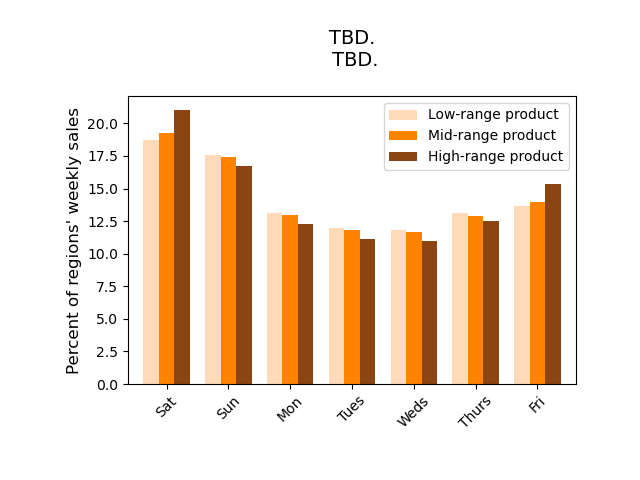 TBD.
TBD.
Percent of regions' weekly sales
20.0
17.5
15.0
12.5
10.0
7.5
5.0
2.5
0.0
Low-range product
Mid-range product
High-range product
Sat
Sun
Mon
Tues
Weds
Thurs
Fri